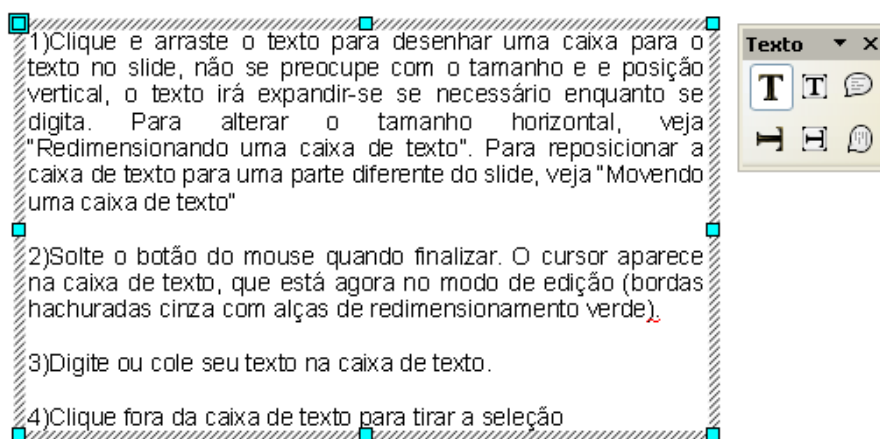 1)Clique e arraste o texto para desenhar uma caixa para o
texto no slide, não se preocupe com o tamanho e e posição
vertical, o texto irá expandir-se se necessário enquanto se
digita. Para alterar o tamanho horizontal, veja
"Redimensionando uma caixa de texto". Para reposicionar a
caixa de texto para uma parte diferente do slide, veja "Movendo
uma caixa de texto"
2)Solte o botão do mouse quando finalizar. O cursor aparece
na caixa de texto, que está agora no modo de edição (bordas
hachuradas cinza com alças de redimensionamento verde).
3)Digite ou cole seu texto na caixa de texto.
4)Clique fora da caixa de texto para tirar a seleção
Texto
T T